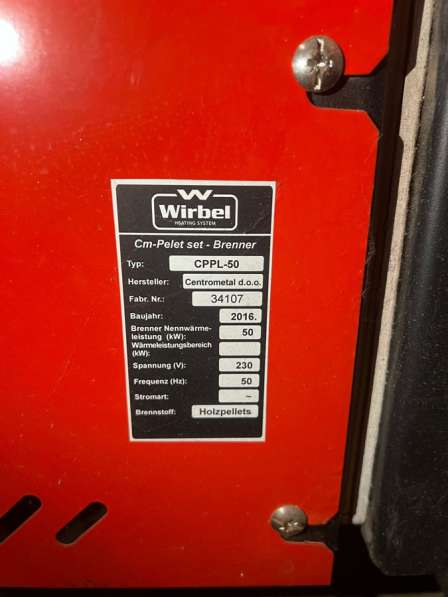 Wirbel
HEATING SYSTEM
Cm-Pelet set - Brenner
Typ: CPPL-50
Hersteller: Centrometal d.o.o.
Fabr. Nr.: 34107
Baujahr: 2016.
Brenner Nennwärme-
leistung (kW): 50
Wärmeleistungsbereich
(kW):
Spannung (V): 230
Frequenz (Hz): 50
Stromart: ~
Brennstoff: Holzpellets